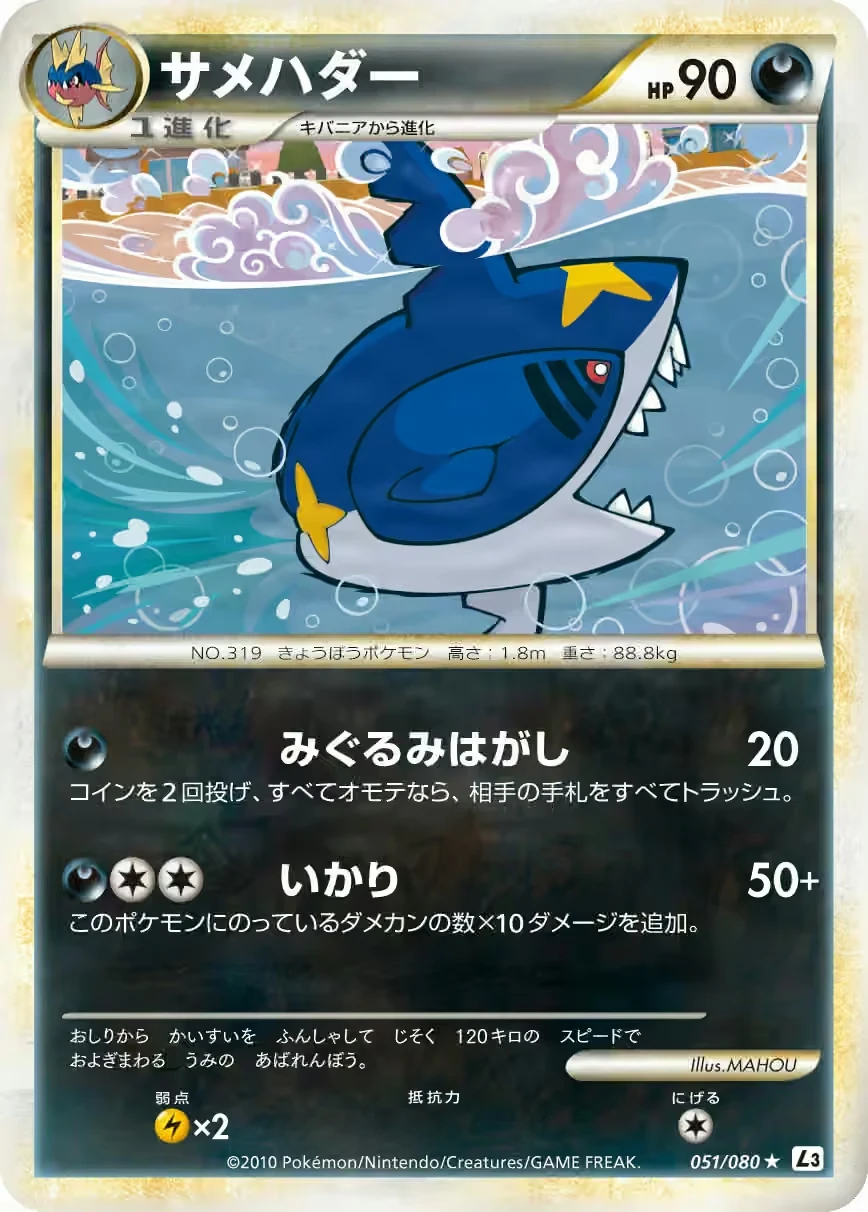 サメハダー
HP90
1進化
キバニアから進化
NO.319 きょうぼうポケモン 高さ:1.8m 重さ:88.8kg
みぐるみはがし 20
コインを2回投げ、すべてオモテなら、相手の手札をすべてトラッシュ。
いかり 50+
このポケモンにのっているダメカンの数×10ダメージを追加。
おしりから かいすいを ふんしゃして じそく 120キロの スピードで
およぎまわる うみの あばれんぼう。
Illus.MAHOU
弱点 抵抗力 にげる
×2
©2010 Pokémon/Nintendo/Creatures/GAME FREAK. 051/080 ★ L3